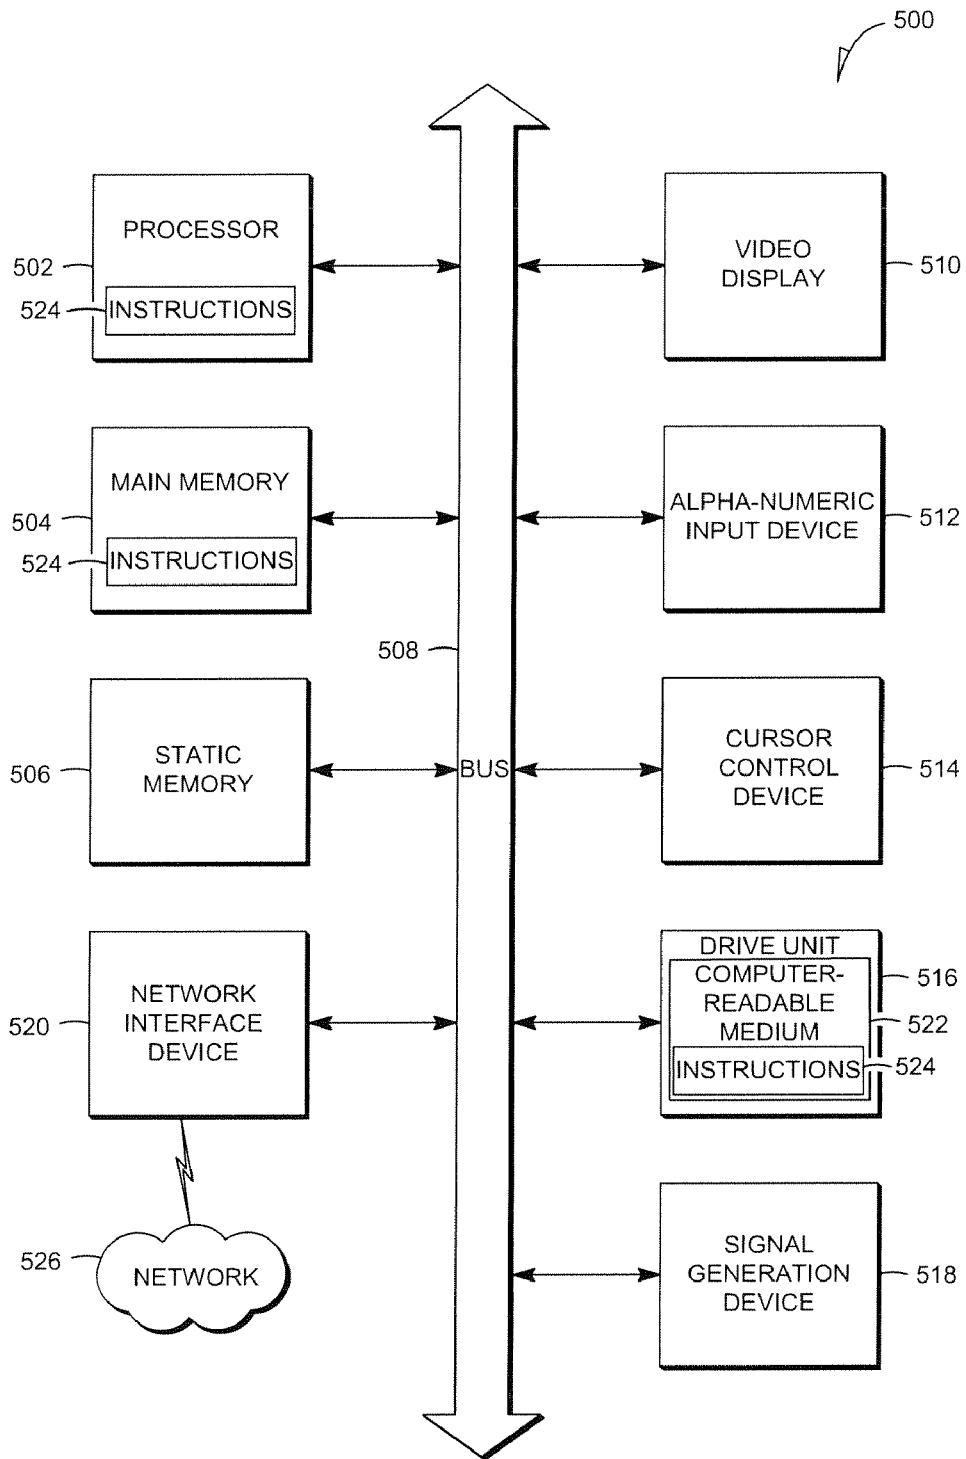 500
PROCESSOR
502
524
INSTRUCTIONS
VIDEO
DISPLAY
510
MAIN MEMORY
504
524
INSTRUCTIONS
ALPHA-NUMERIC
INPUT DEVICE
512
508
STATIC
MEMORY
506
BUS
CURSOR
CONTROL
DEVICE
514
NETWORK
INTERFACE
DEVICE
520
DRIVE UNIT
COMPUTER-
READABLE
MEDIUM
INSTRUCTIONS
516
522
524
526
NETWORK
SIGNAL
GENERATION
DEVICE
518